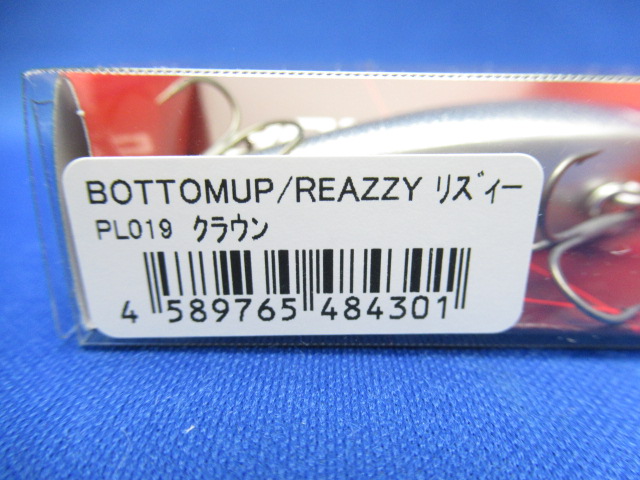 BOTTOMUP/REAZZY ﾘｽﾞｨｰ
PL019 ｸﾗｳﾝ
4 589765 484301